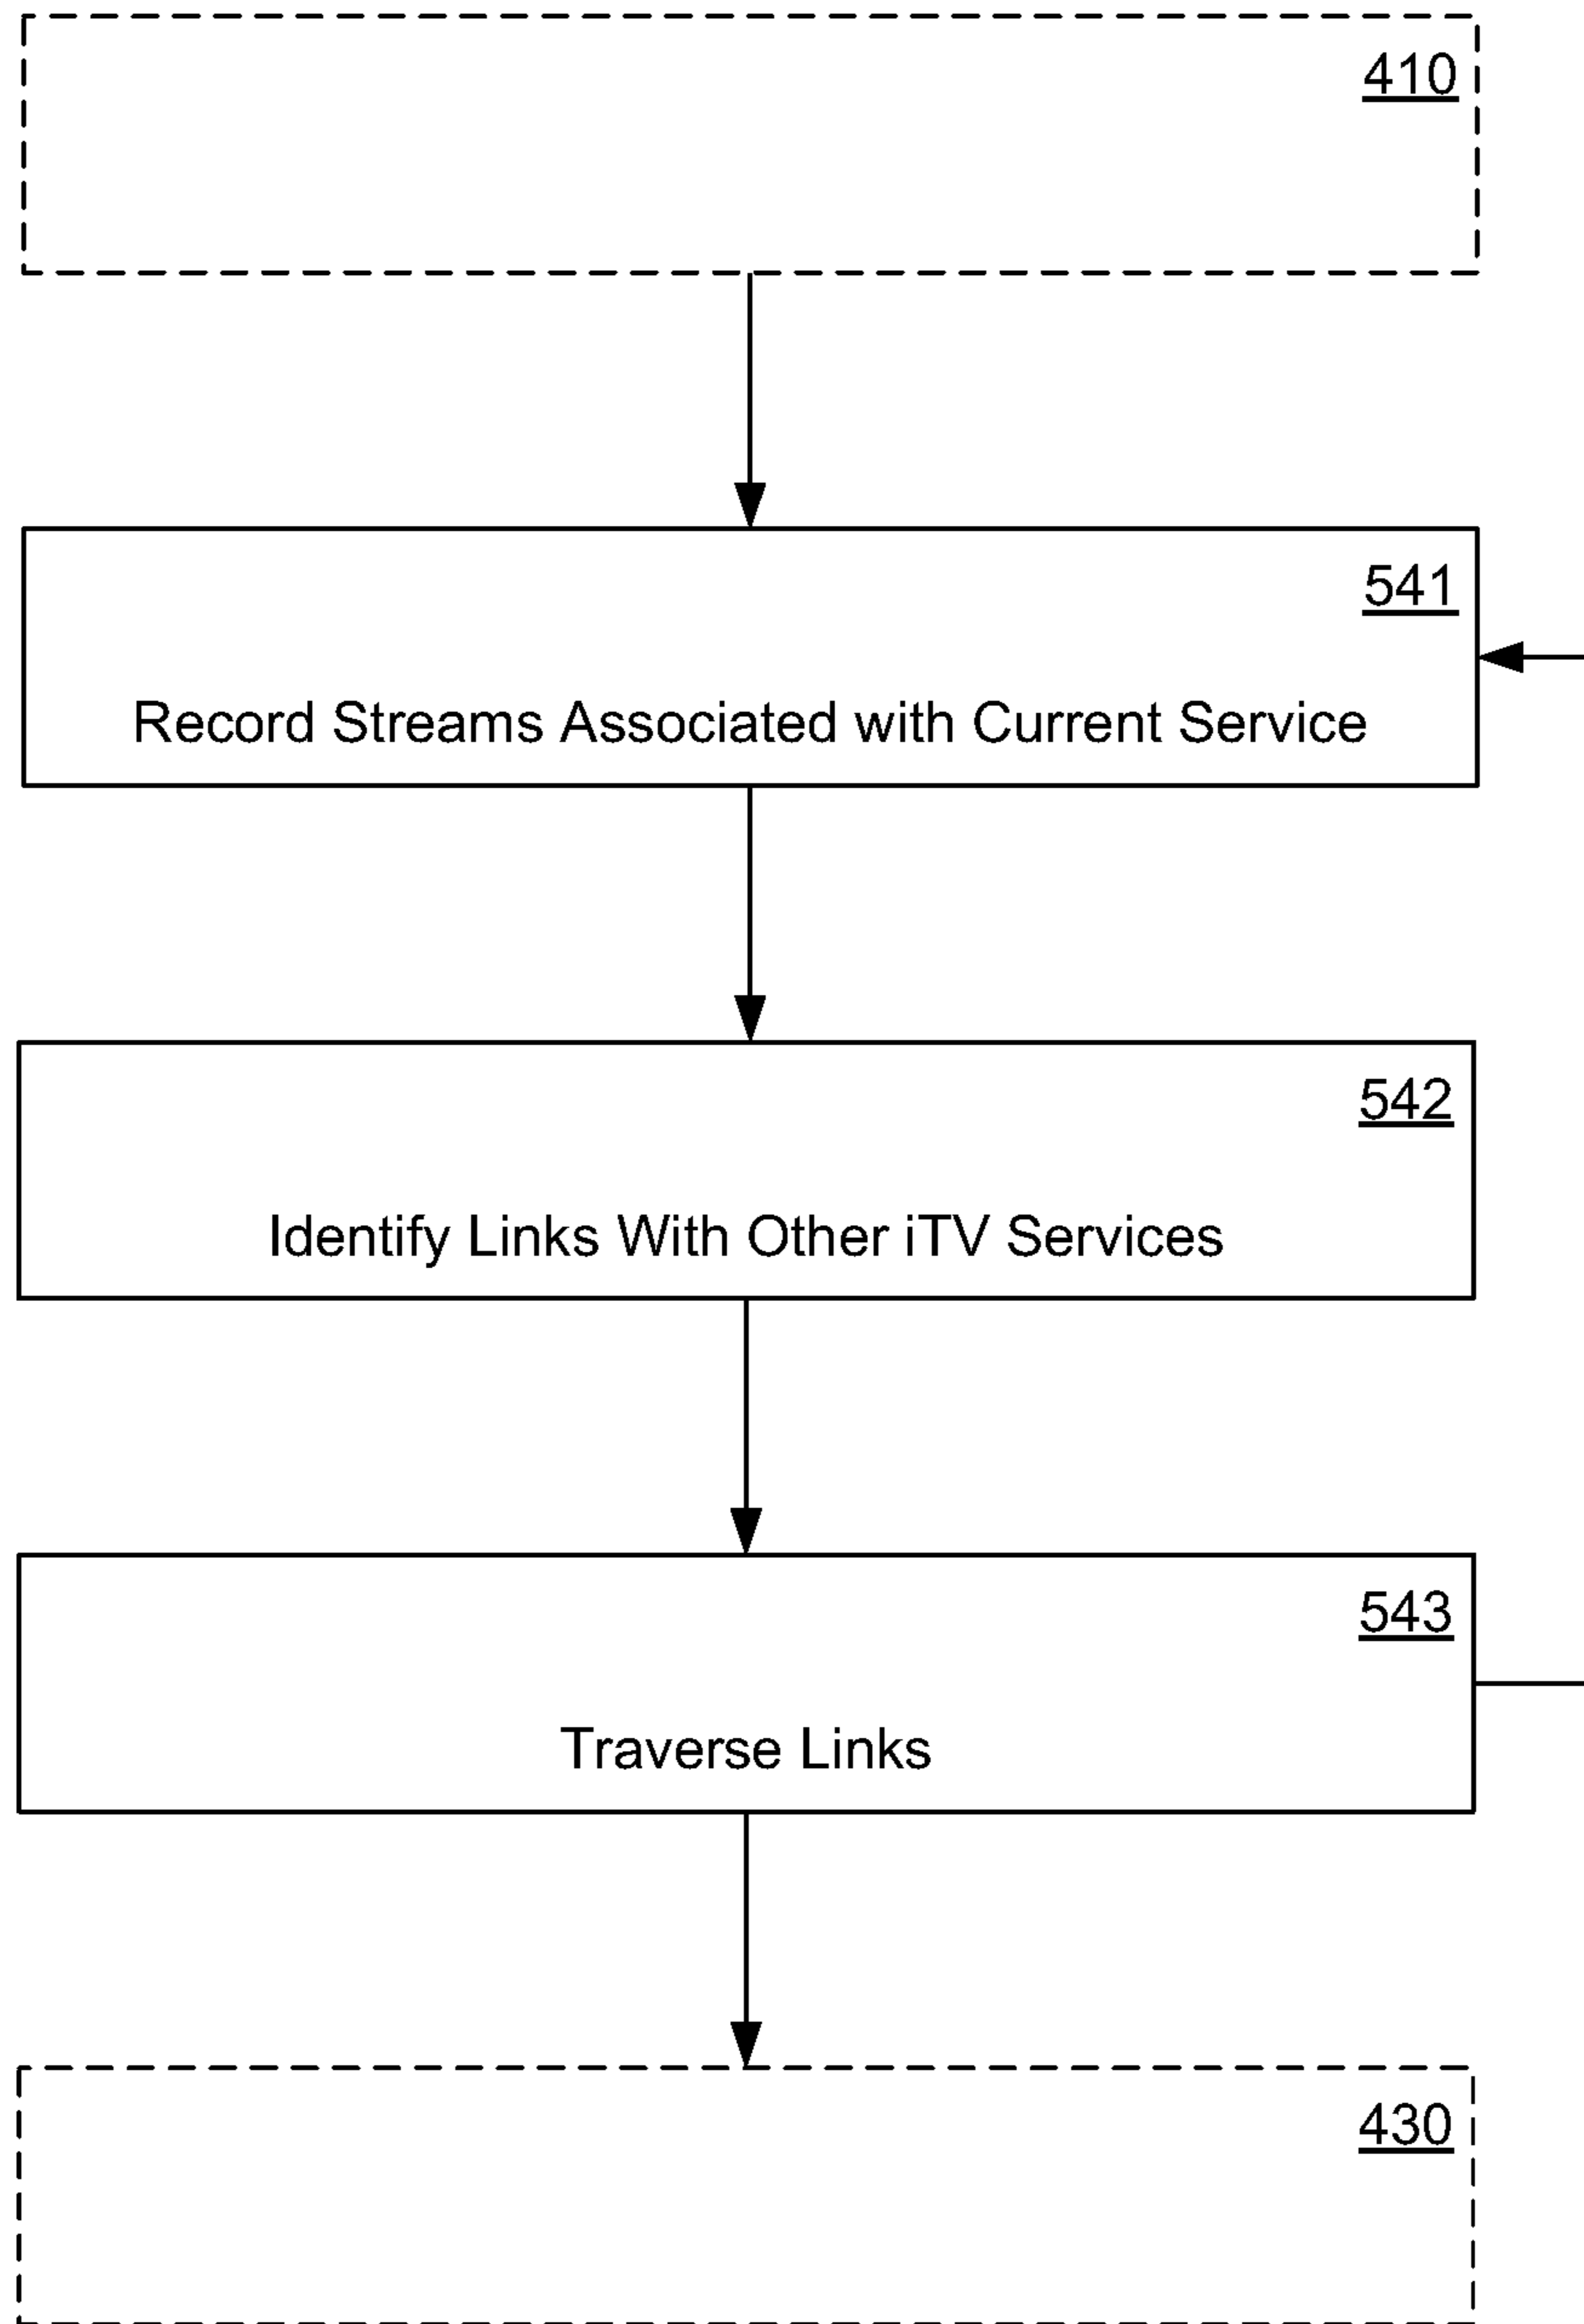 410
541
Record Streams Associated with Current Service
542
Identify Links With Other iTV Services
543
Traverse Links
430